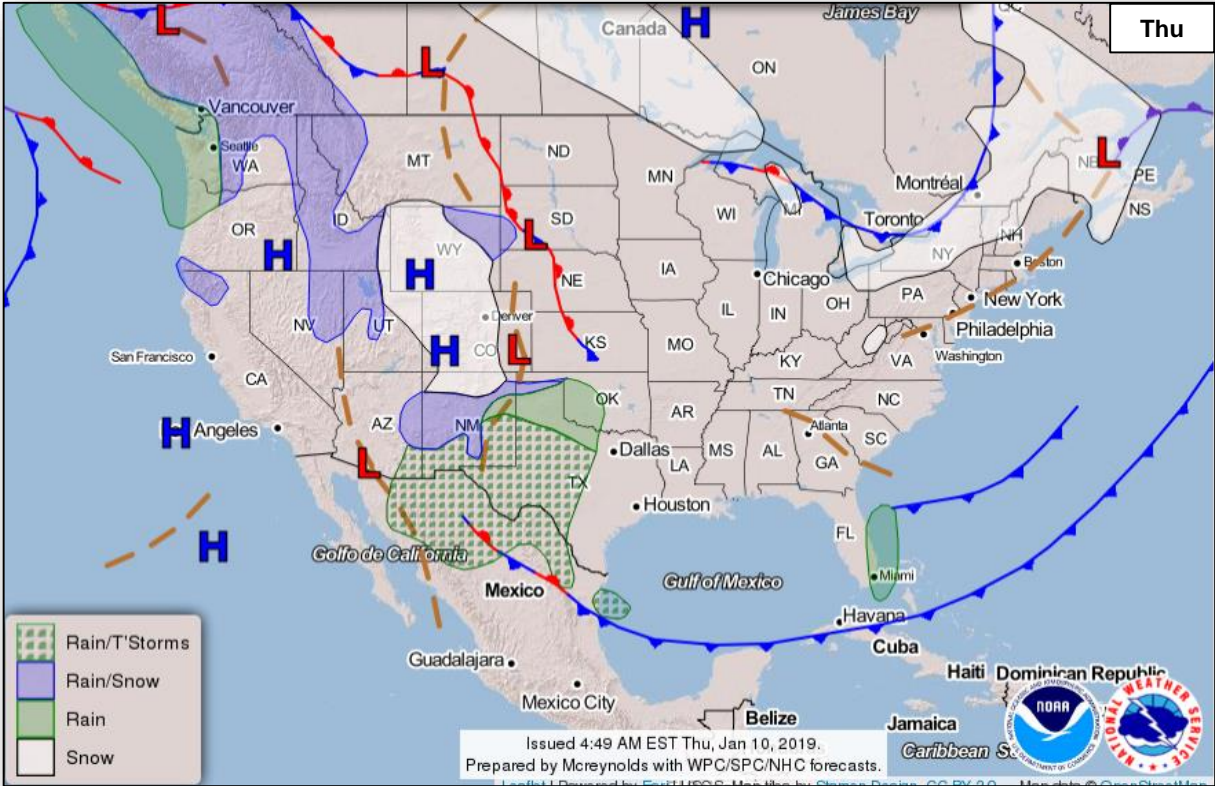 James Bay
Thu
Canada
QC
ON
L
H
L
Vancouver
Seattle
WA
MT
ND
MN
L
NB
PE
Montréal
NS
OR
ID
SD
WI
MI
Toronto
NH
NY
Boston
H
H
WY
L
NE
IA
Chicago
IL
IN
OH
PA
New York
NV
UT
Denver
Philadelphia
San Francisco
H
CO
L
KS
MO
KY
VA
Washington
CA
TN
NC
H
Angeles
AZ
NM
OK
AR
Atlanta
SC
L
Dallas
MS
AL
GA
LA
TX
Houston
FL
H
Golfo de California
Gulf of Mexico
Miami
Mexico
Havana
Rain/T'Storms
Rain/Snow
Rain
Snow
Guadalajara
Cuba
Mexico City
Haiti
Dominican Republic
Belize
Jamaica
NOAA
NATIONAL WEATHER SERVICE
Issued 4:49 AM EST Thu, Jan 10, 2019.
Prepared by Mcreynolds with WPC/SPC/NHC forecasts.
Caribbean S